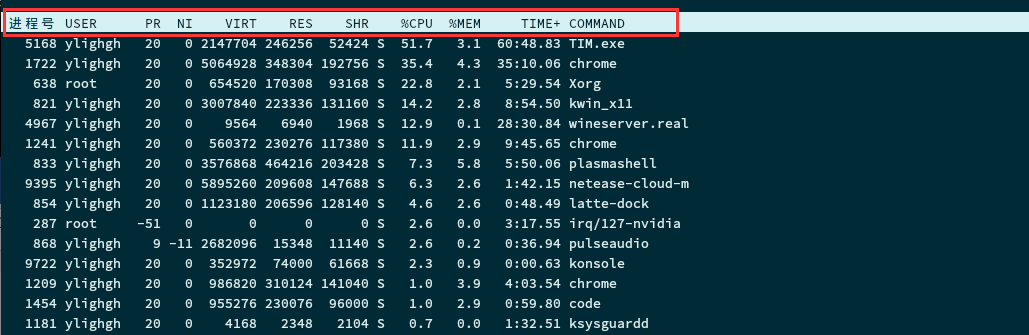 进程号 USER PR NI VIRT RES SHR %CPU %MEM TIME+ COMMAND
5168 ylighgh 20 0 2147704 246256 52424 S 51.7 3.1 60:48.83 TIM.exe
1722 ylighgh 20 0 5064928 348304 192756 S 35.4 4.3 35:10.06 chrome
638 root 20 0 654520 170308 93168 S 22.8 2.1 5:29.54 Xorg
821 ylighgh 20 0 3007840 223336 131160 S 14.2 2.8 8:54.50 kwin_x11
4967 ylighgh 20 0 9564 6940 1968 S 12.9 0.1 28:30.84 wineserver.real
1241 ylighgh 20 0 560372 230276 117380 S 11.9 2.9 9:45.65 chrome
833 ylighgh 20 0 3576868 464216 203428 S 7.3 5.8 5:50.06 plasmashell
9395 ylighgh 20 0 5895260 209608 147688 S 6.3 2.6 1:42.15 netease-cloud-m
854 ylighgh 20 0 1123180 206596 128140 S 4.6 2.6 0:48.49 latte-dock
287 root -51 0 0 0 0 S 2.6 0.0 3:17.55 irq/127-nvidia
868 ylighgh 9 -11 2682096 15348 11140 S 2.6 0.2 0:36.94 pulseaudio
9722 ylighgh 20 0 352972 74000 61668 S 2.3 0.9 0:00.63 konsole
1209 ylighgh 20 0 986820 310124 141040 S 1.0 3.9 4:03.54 chrome
1454 ylighgh 20 0 955276 230076 96000 S 1.0 2.9 0:59.80 code
1181 ylighgh 20 0 4168 2348 2104 S 0.7 0.0 1:32.51 ksysguardd